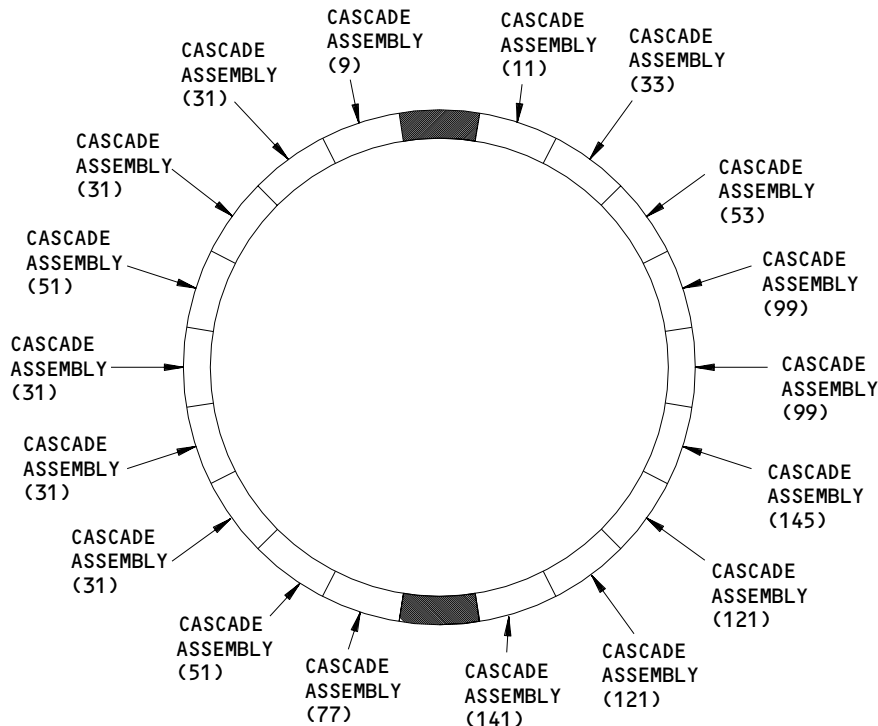 CASCADE
ASSEMBLY
(9)
CASCADE
ASSEMBLY
(11)
CASCADE
ASSEMBLY
(31)
CASCADE
ASSEMBLY
(33)
CASCADE
ASSEMBLY
(31)
CASCADE
ASSEMBLY
(53)
CASCADE
ASSEMBLY
(51)
CASCADE
ASSEMBLY
(99)
CASCADE
ASSEMBLY
(31)
CASCADE
ASSEMBLY
(99)
CASCADE
ASSEMBLY
(31)
CASCADE
ASSEMBLY
(145)
CASCADE
ASSEMBLY
(31)
CASCADE
ASSEMBLY
(121)
CASCADE
ASSEMBLY
(51)
CASCADE
ASSEMBLY
(121)
CASCADE
ASSEMBLY
(77)
CASCADE
ASSEMBLY
(141)